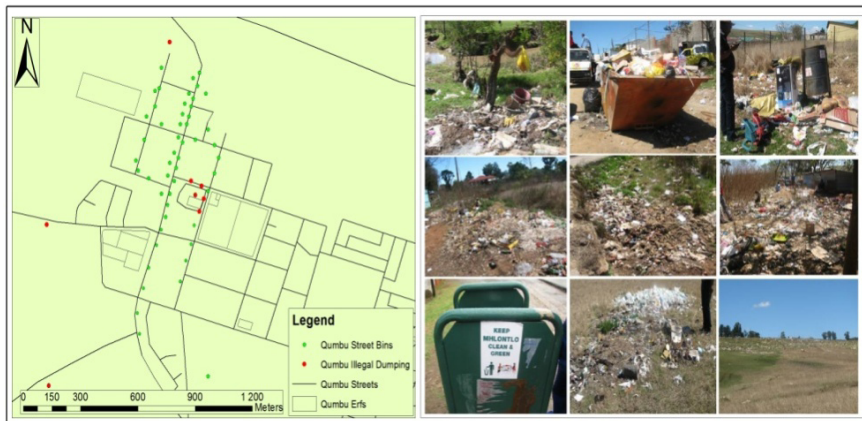 N
Legend
Qumbu Street Bins
Qumbu Illegal Dumping
Qumbu Streets
Qumbu Erfs
0 150 300 600 900 1 200
Meters
KEEP
MHLONTLO
CLEAN &
GREEN